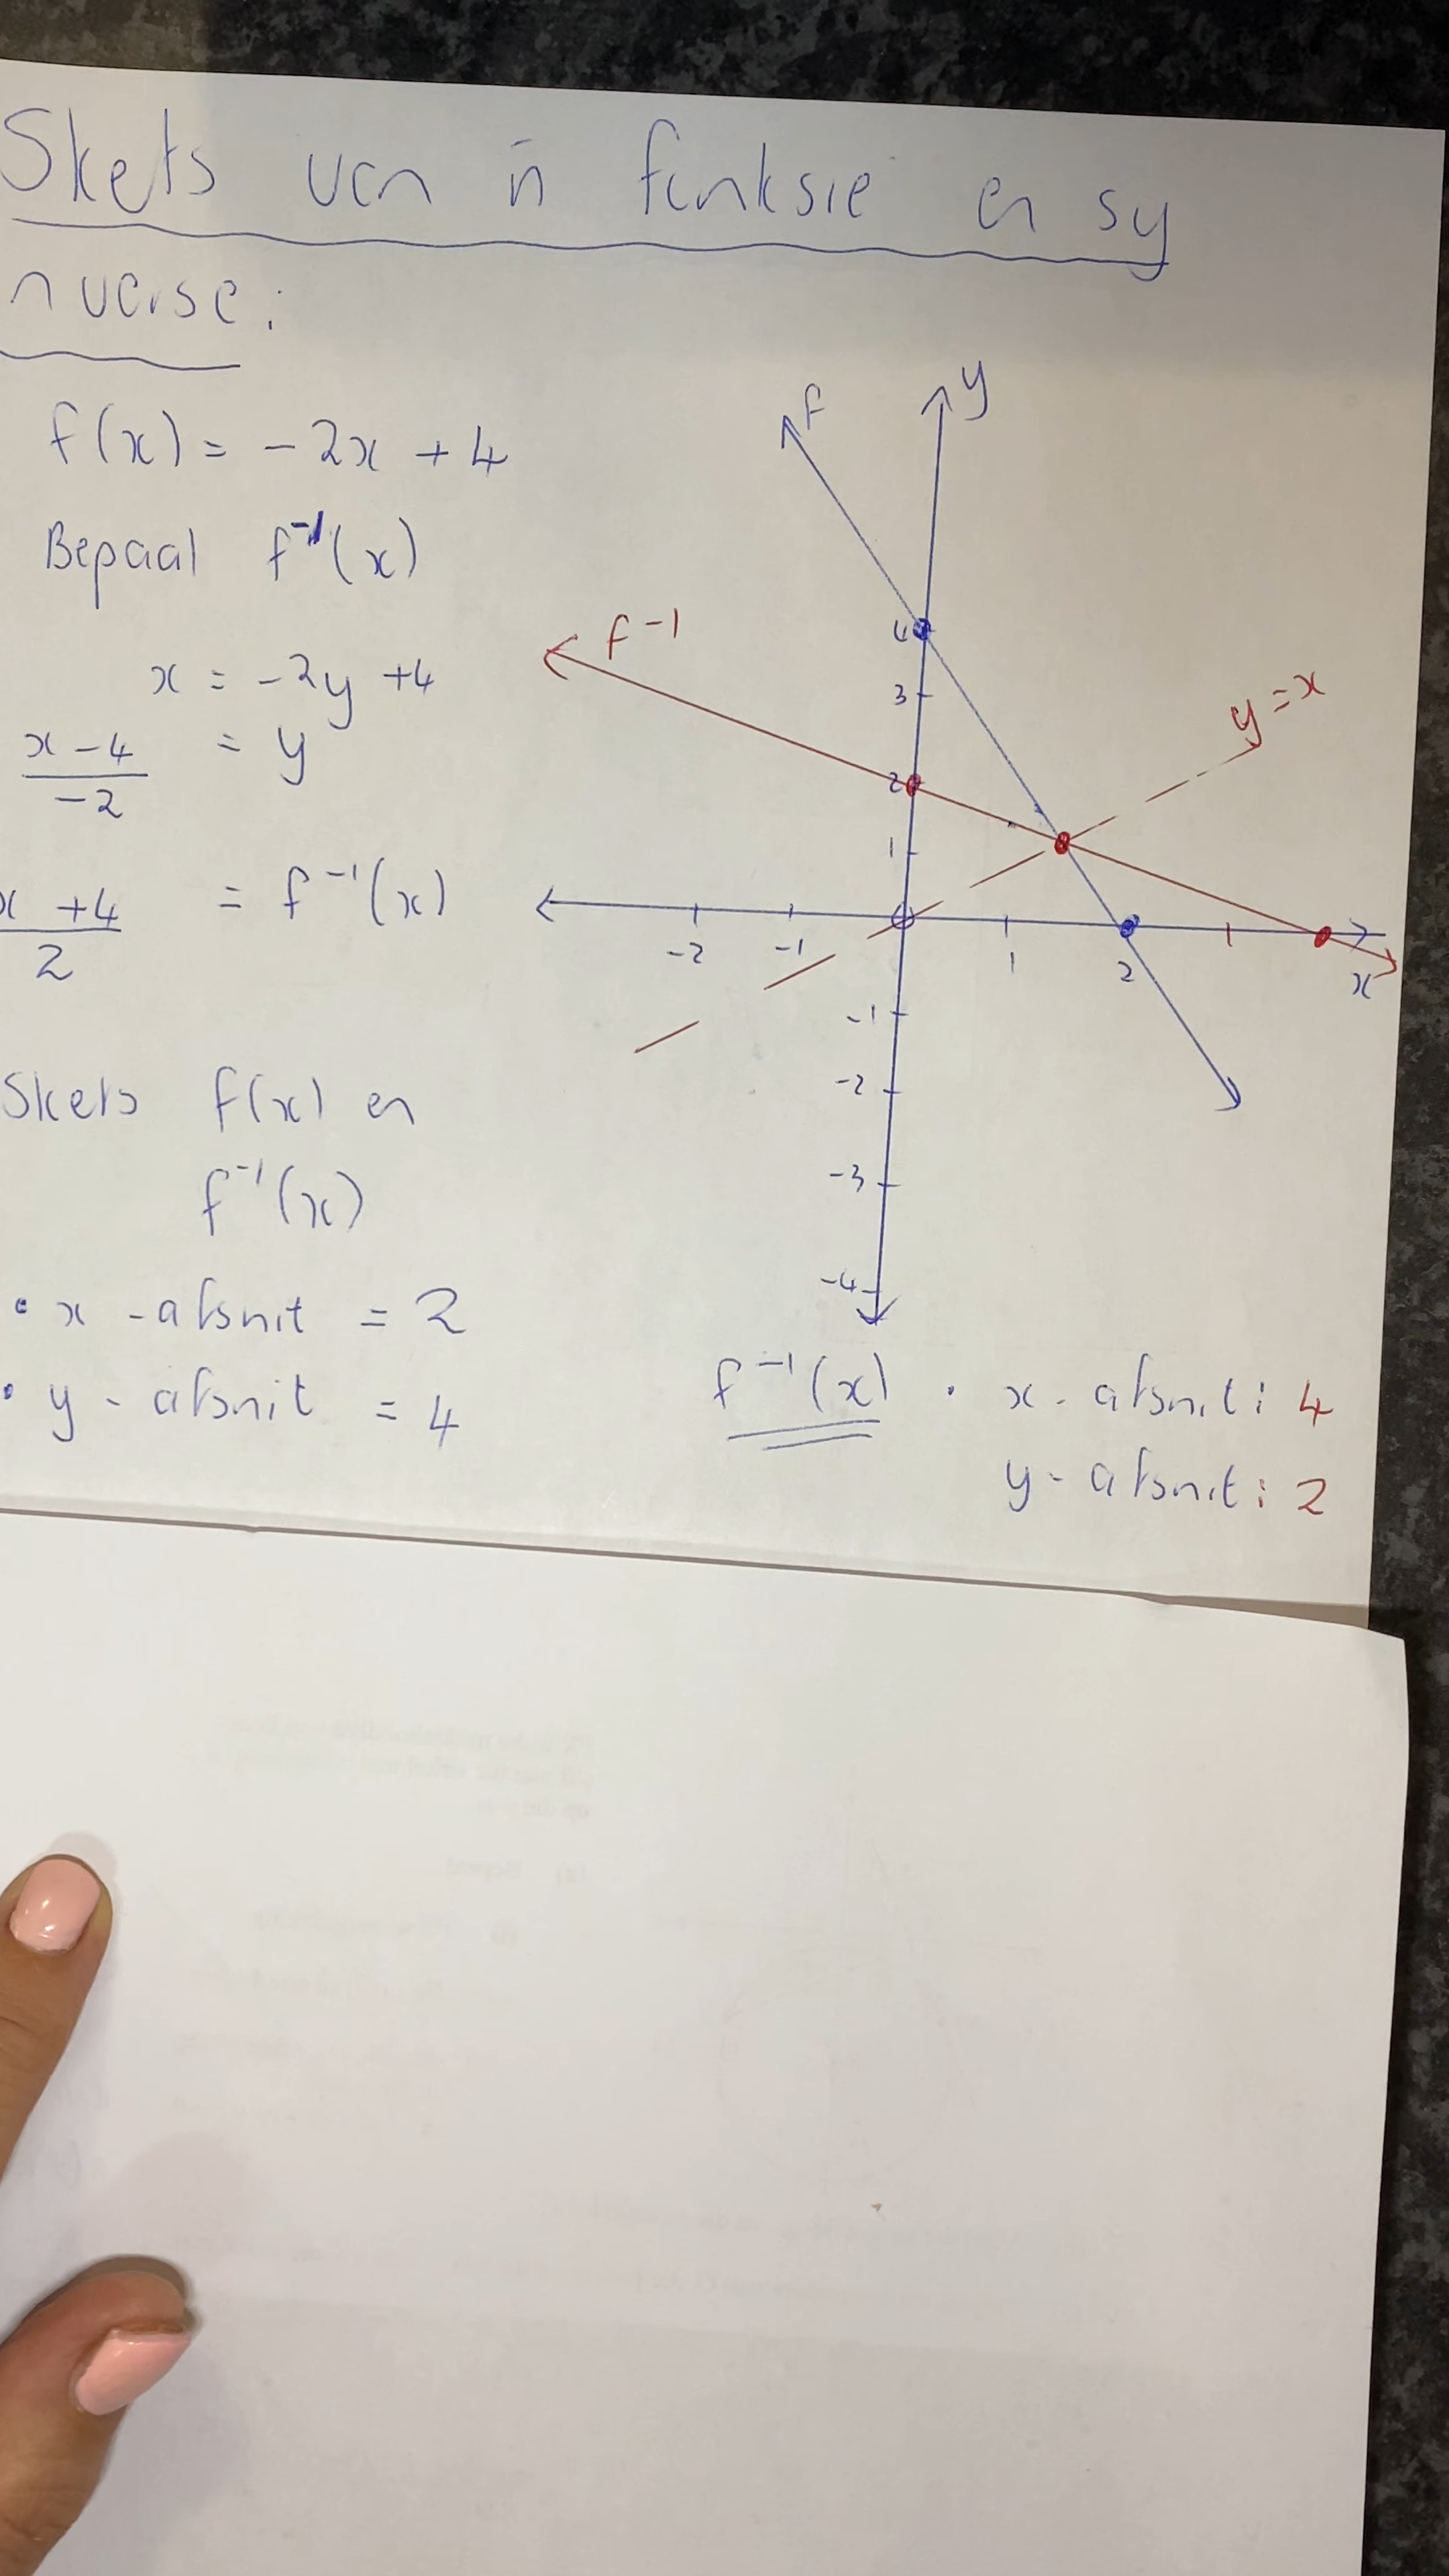 Skets van 'n funksie en sy
nverse:
f(x) = -2x + 4
Bepaal f⁻¹(x)
x = -2y + 4
x - 4 / -2 = y
x + 4 / 2 = f⁻¹(x)
Skets f(x) en
f⁻¹(x)
• x - afsnit = 2
• y - afsnit = 4
f
y
f⁻¹
4
3
2
1
y = x
-2 -1 1 2
x
-1
-2
-3
-4
f⁻¹(x) • x - afsnit: 4
y - afsnit: 2